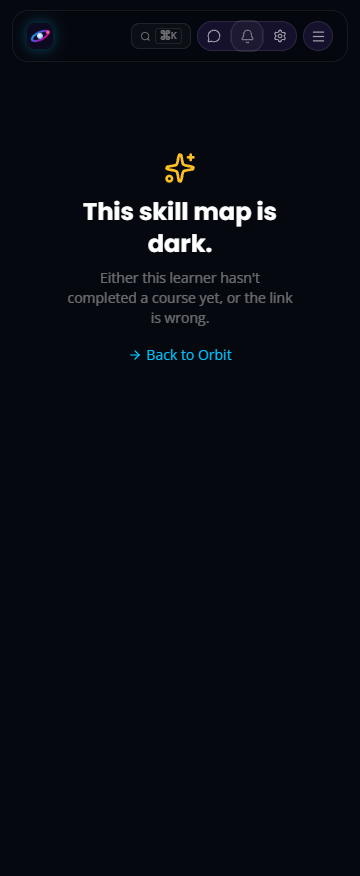 ⌘K
This skill map is
dark.
Either this learner hasn't
completed a course yet, or the link
is wrong.
→ Back to Orbit